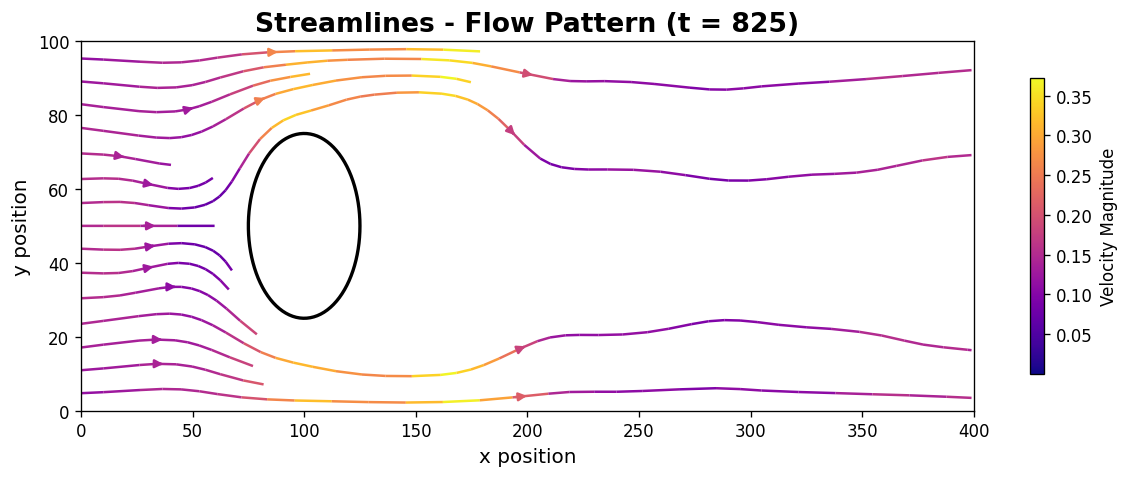 Streamlines - Flow Pattern (t = 825)
100
80
60
40
20
0
y position
0 50 100 150 200 250 300 350 400
x position
0.35
0.30
0.25
0.20
0.15
0.10
0.05
Velocity Magnitude